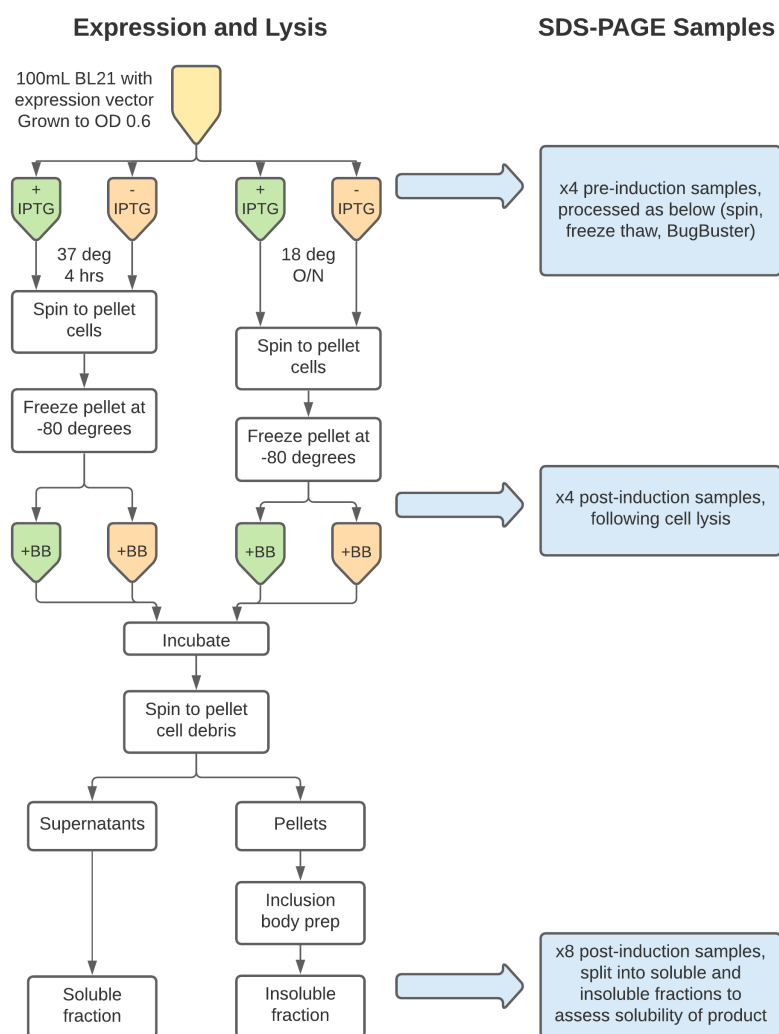 Expression and Lysis
SDS-PAGE Samples
100mL BL21 with
expression vector
Grown to OD 0.6
+
IPTG
-
IPTG
+
IPTG
-
IPTG
x4 pre-induction samples,
processed as below (spin,
freeze thaw, BugBuster)
37 deg
4 hrs
18 deg
O/N
Spin to pellet
cells
Spin to pellet
cells
Freeze pellet at
-80 degrees
Freeze pellet at
-80 degrees
x4 post-induction samples,
following cell lysis
+BB
+BB
+BB
+BB
Incubate
Spin to pellet
cell debris
Supernatants
Pellets
Inclusion
body prep
Soluble
fraction
Insoluble
fraction
x8 post-induction samples,
split into soluble and
insoluble fractions to
assess solubility of product